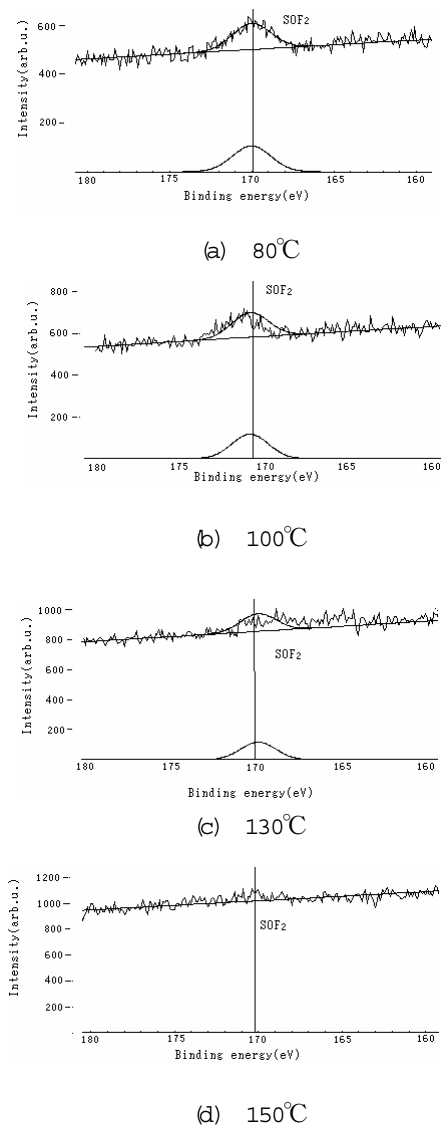 600
SOF₂
400
200
Intensity(arb.u.)
180 175 170 165 160
Binding energy(eV)
(a) 80℃
800
SOF₂
600
400
200
Intensity(arb.u.)
180 175 170 165 160
Binding energy(eV)
(b) 100℃
1000
800
SOF₂
600
400
200
Intensity(arb.u.)
180 175 170 165 160
Binding energy(eV)
(c) 130℃
1200
1000
SOF₂
800
600
400
200
Intensity(arb.u.)
180 175 170 165 160
Binding energy(eV)
(d) 150℃